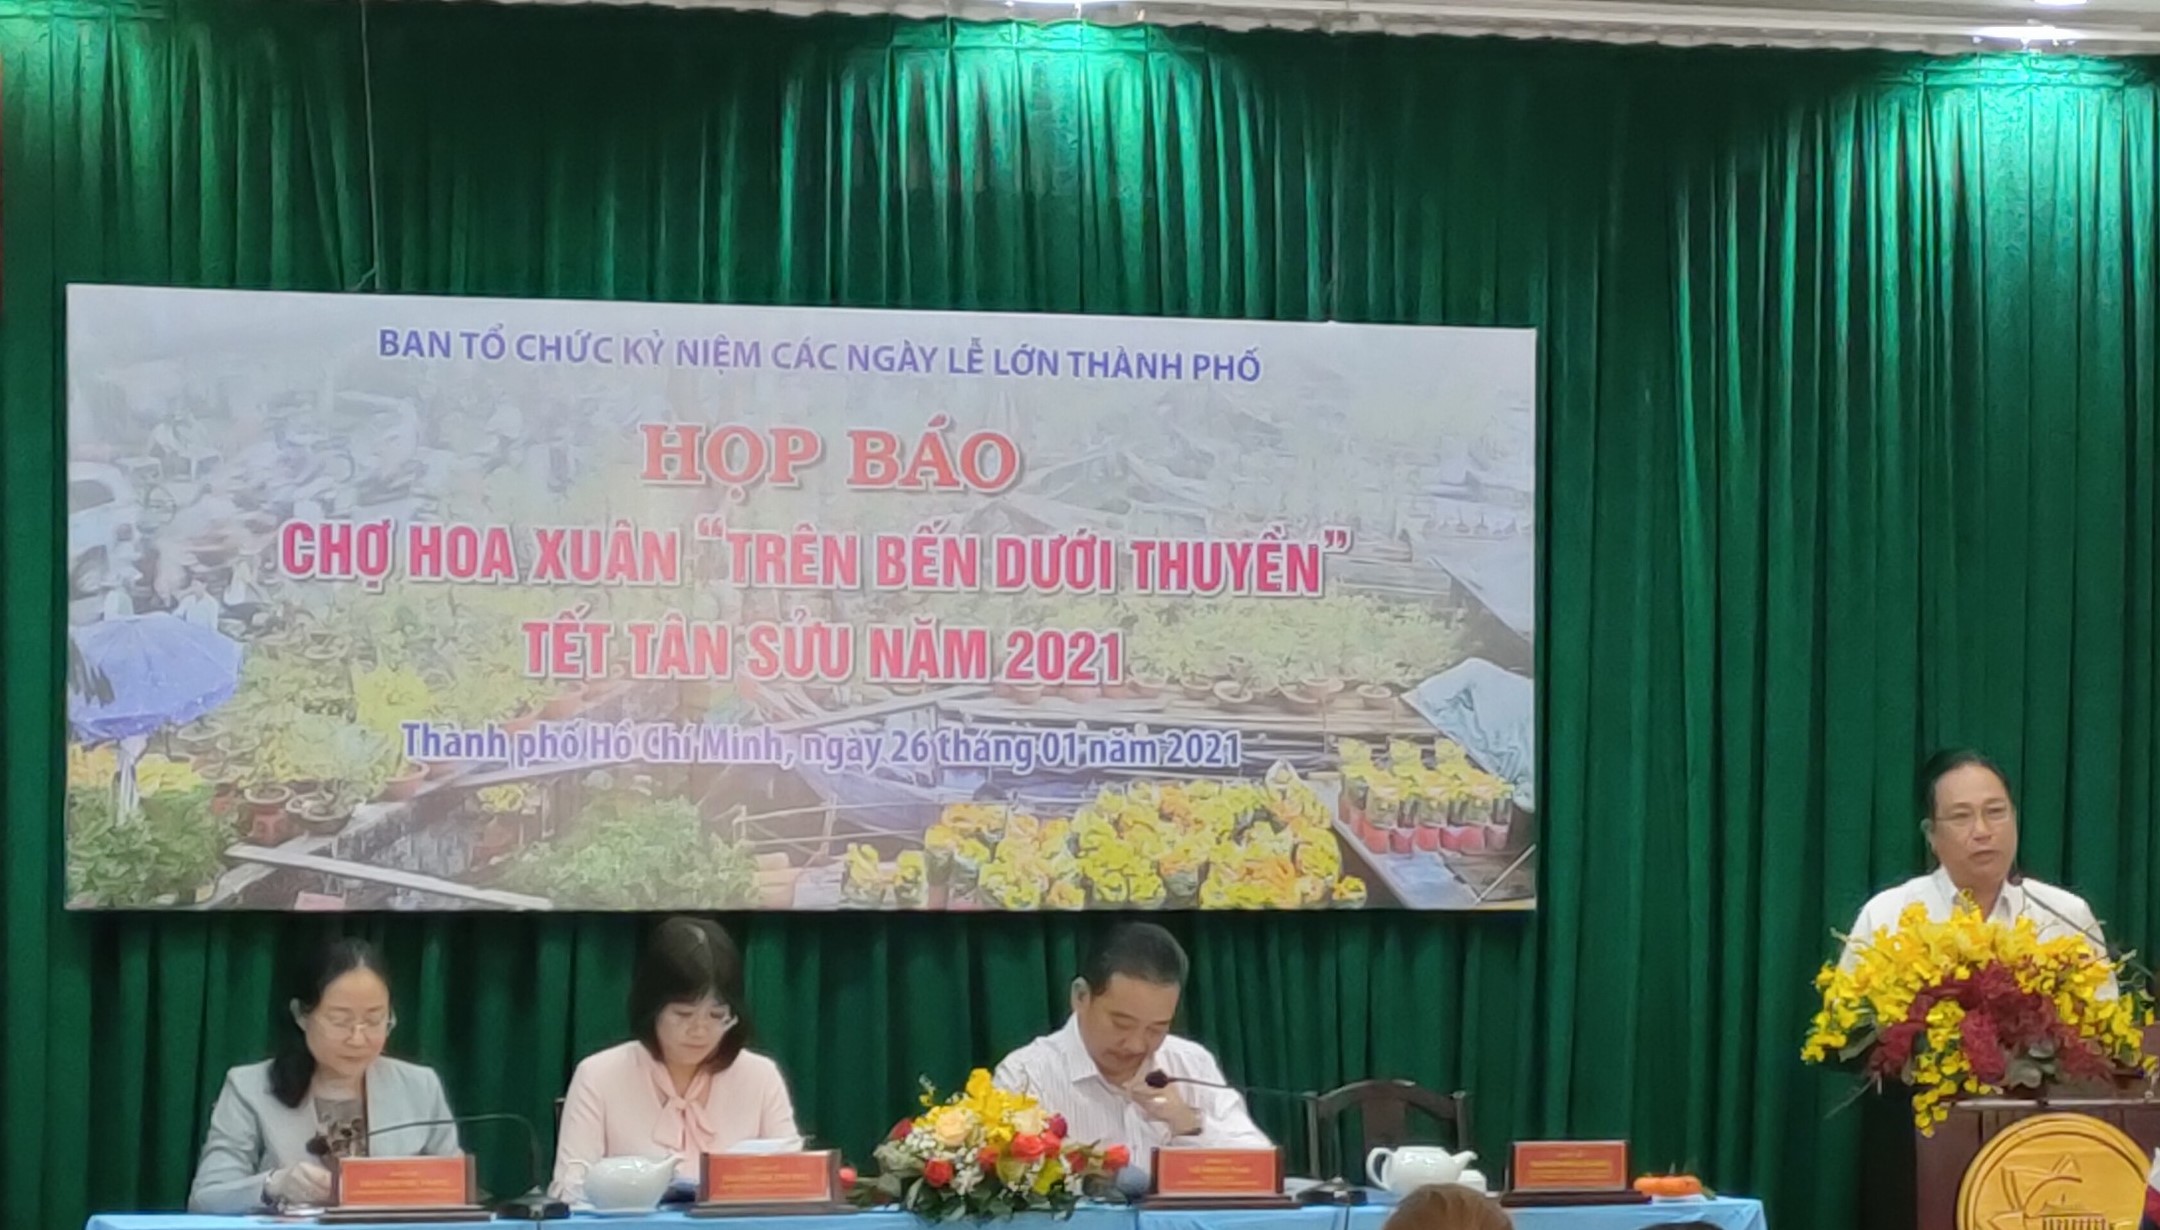 BAN TỔ CHỨC KỶ NIỆM CÁC NGÀY LỄ LỚN THÀNH PHỐ
HỌP BÁO
CHỢ HOA XUÂN “TRÊN BẾN DƯỚI THUYỀN”
TẾT TÂN SỬU NĂM 2021
Thành phố Hồ Chí Minh, ngày 26 tháng 01 năm 2021